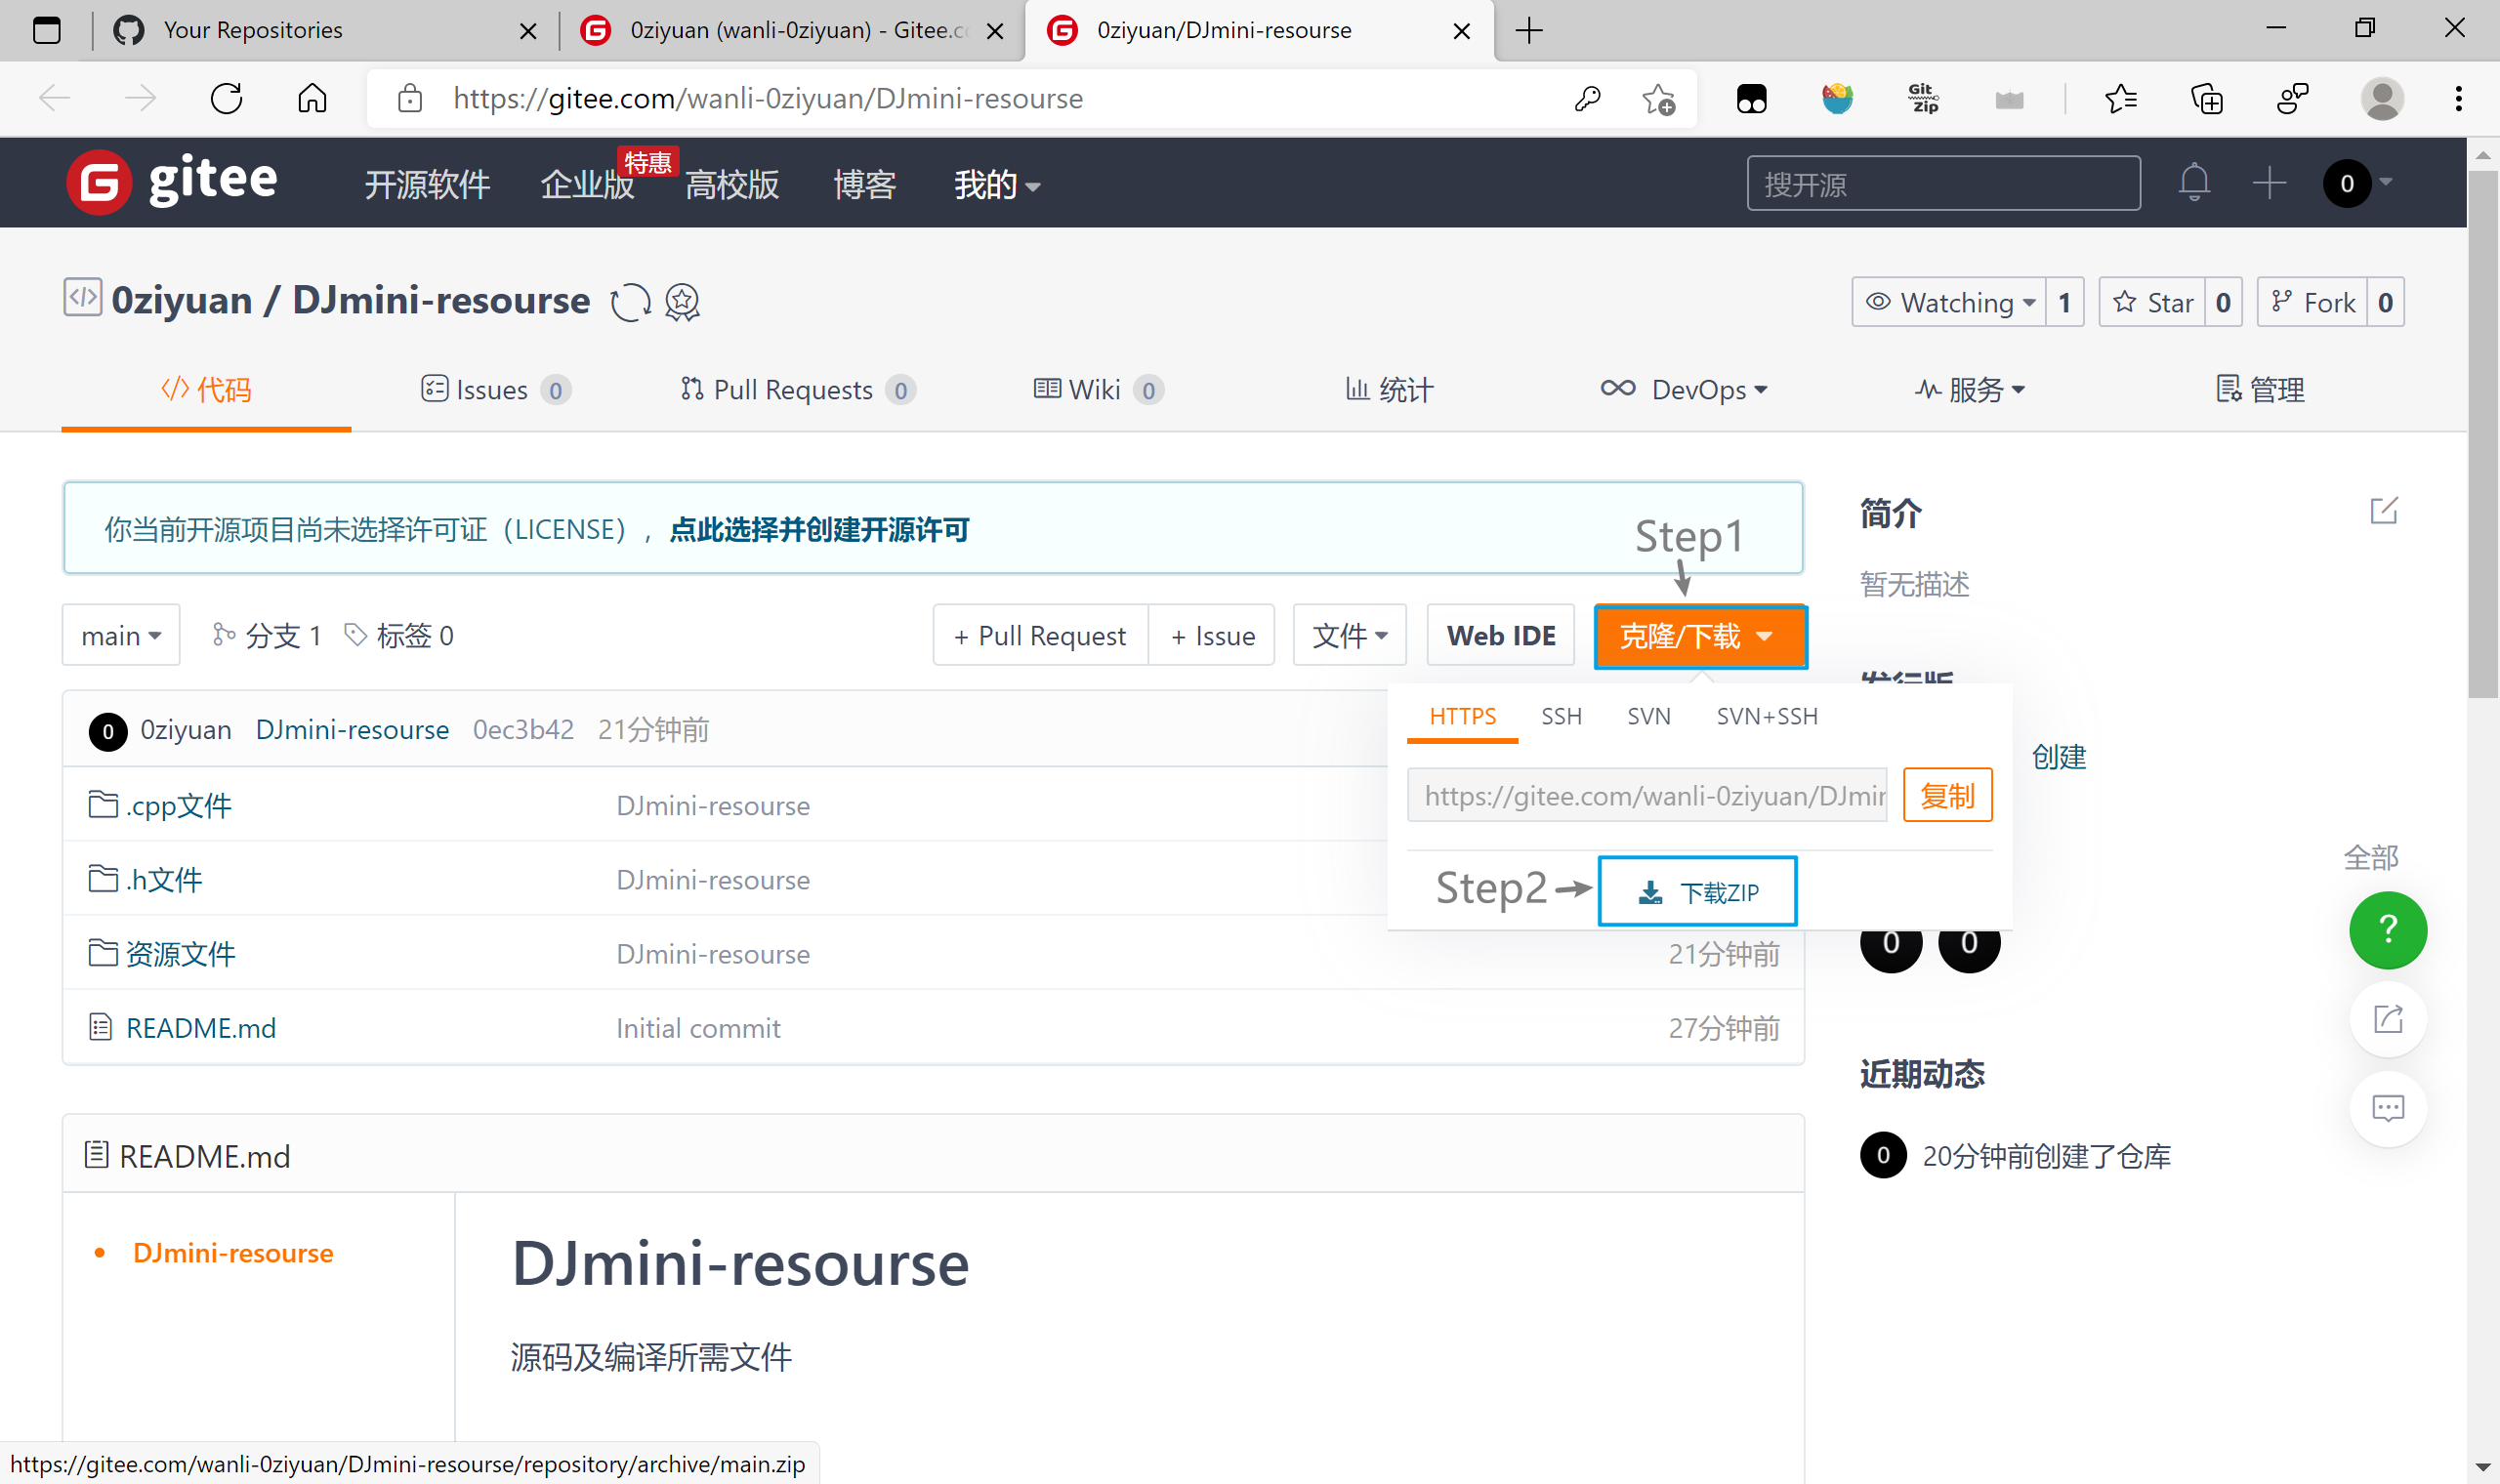 Your Repositories
0ziyuan (wanli-0ziyuan) - Gitee.c
0ziyuan/DJmini-resourse
https://gitee.com/wanli-0ziyuan/DJmini-resourse
Git Zip
gitee 开源软件 企业版 特惠 高校版 博客 我的 搜开源 0
0ziyuan / DJmini-resourse Watching 1 Star 0 Fork 0
代码 Issues 0 Pull Requests 0 Wiki 0 统计 DevOps 服务 管理
你当前开源项目尚未选择许可证（LICENSE），点此选择并创建开源许可
Step1
简介
暂无描述
main 分支 1 标签 0 + Pull Request + Issue 文件 Web IDE 克隆/下载
发行版
HTTPS SSH SVN SVN+SSH
0 0ziyuan DJmini-resourse 0ec3b42 21分钟前
创建
https://gitee.com/wanli-0ziyuan/DJmin 复制
.cpp文件 DJmini-resourse
全部
.h文件 DJmini-resourse
Step2 下载ZIP
0 0
资源文件 DJmini-resourse 21分钟前
README.md Initial commit 27分钟前
近期动态
0 20分钟前创建了仓库
README.md
DJmini-resourse
DJmini-resourse
源码及编译所需文件
https://gitee.com/wanli-0ziyuan/DJmini-resourse/repository/archive/main.zip